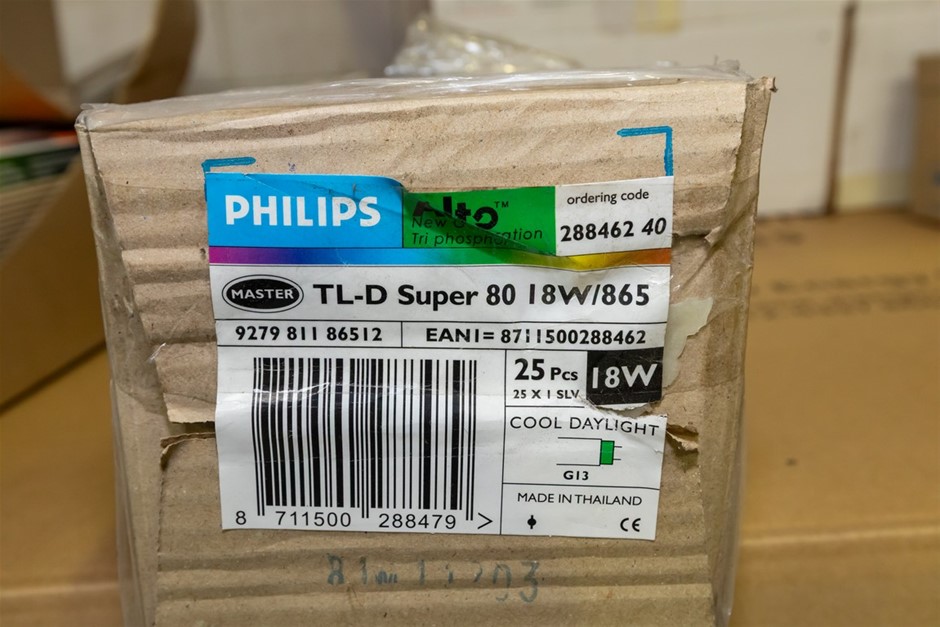 PHILIPS
Alto™
New
Tri phosphor
ordering code
288462 40
MASTER
TL-D Super 80 18W/865
9279 811 86512
EAN1= 8711500288462
25 Pcs
25 X 1 SLV
18W
COOL DAYLIGHT
G13
MADE IN THAILAND
CE
8 711500 288479 >